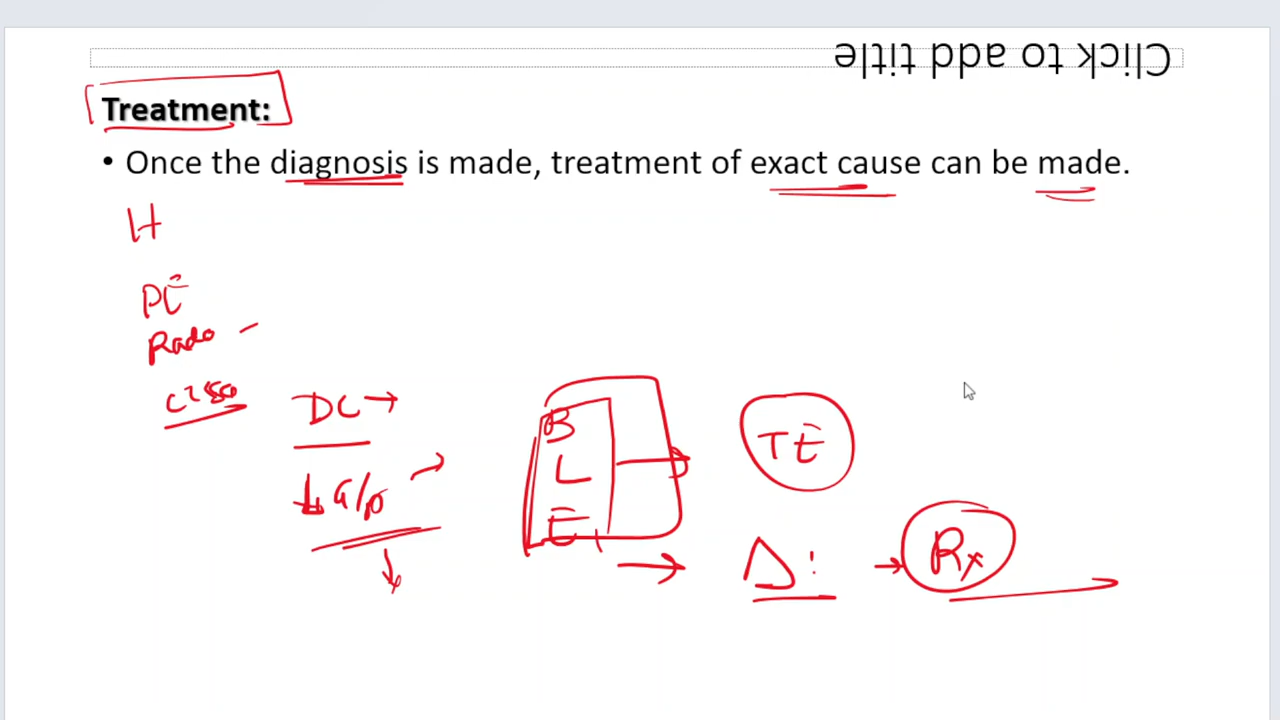 Click to add title
Treatment:
• Once the diagnosis is made, treatment of exact cause can be made.
H
PE
Rado
DC →
B
L
E
TE
Δ:
→ Rx